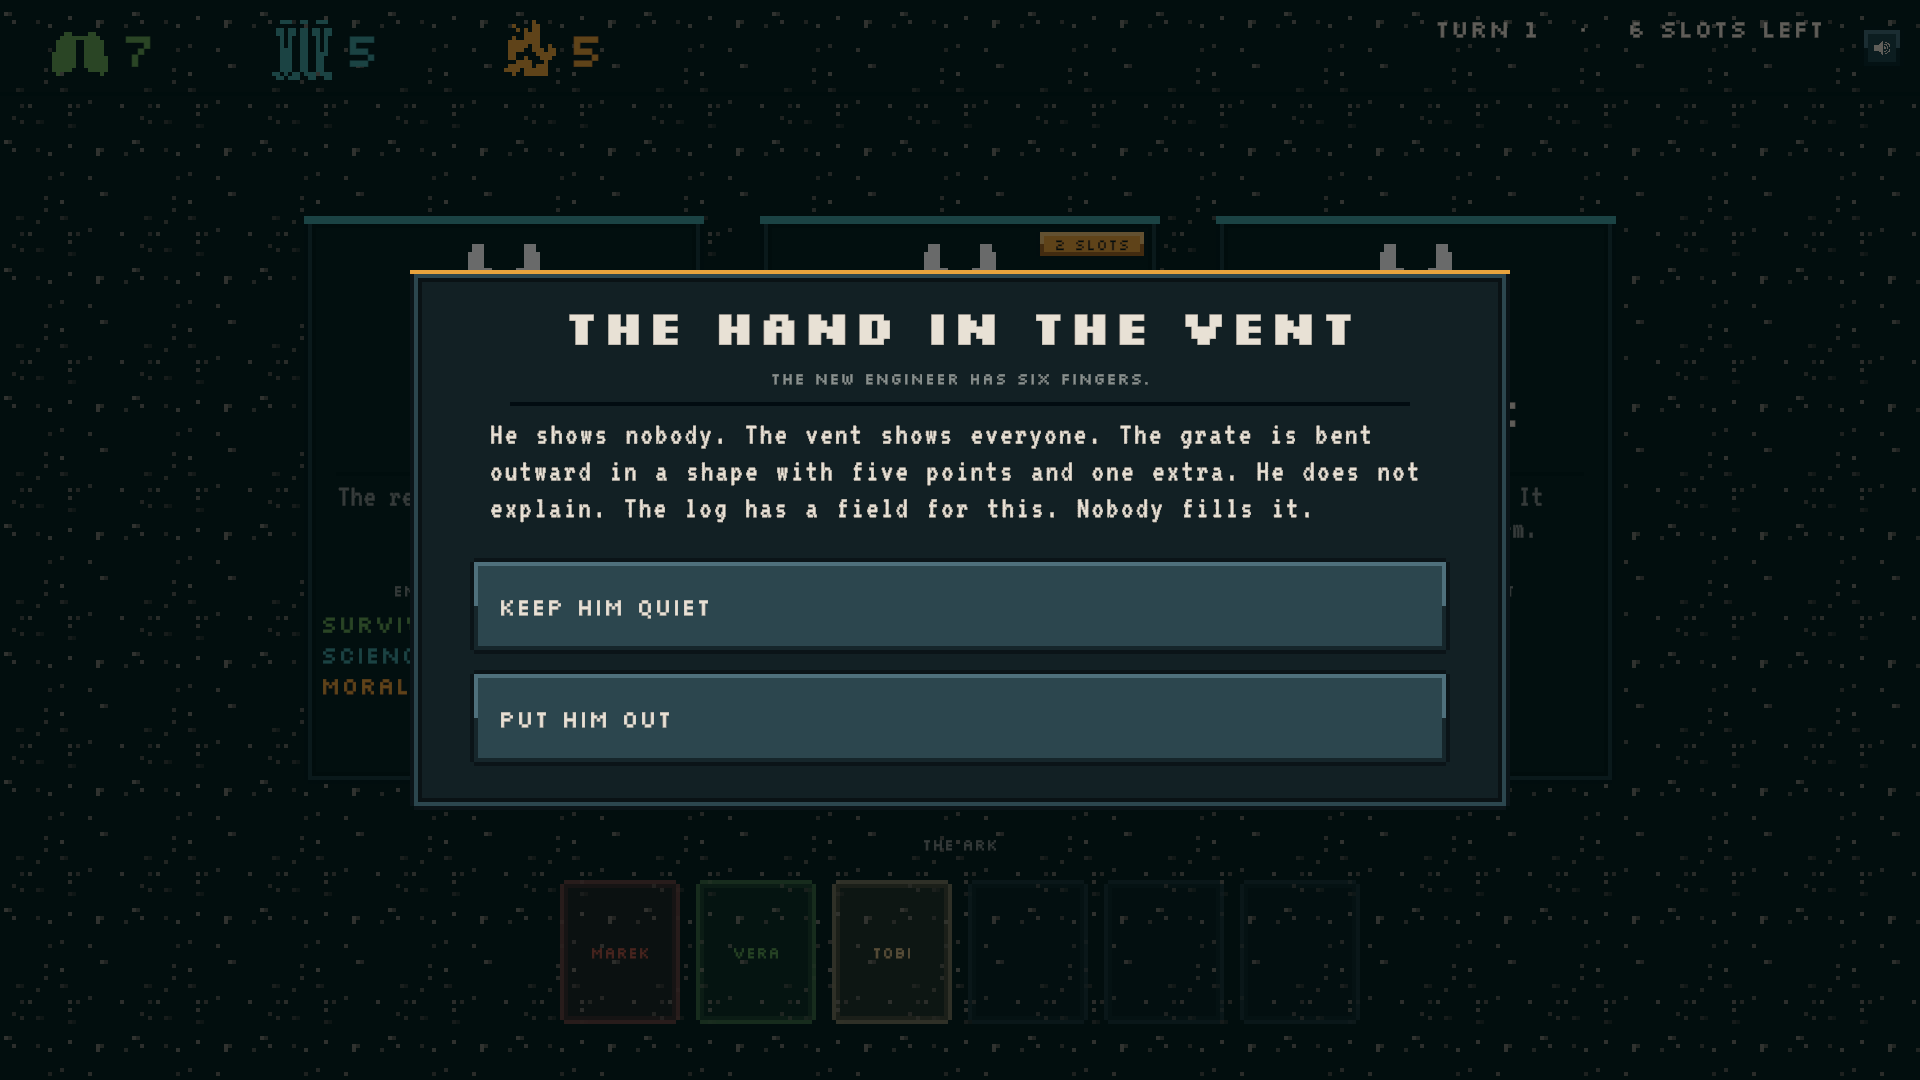 7
5
5
TURN 1 · 6 SLOTS LEFT
2 SLOTS
THE HAND IN THE VENT
THE NEW ENGINEER HAS SIX FINGERS.
He shows nobody. The vent shows everyone. The grate is bent
outward in a shape with five points and one extra. He does not
explain. The log has a field for this. Nobody fills it.
The
It
KEEP HIM QUIET
PUT HIM OUT
THE ARK
MAREK
VERA
TOBI